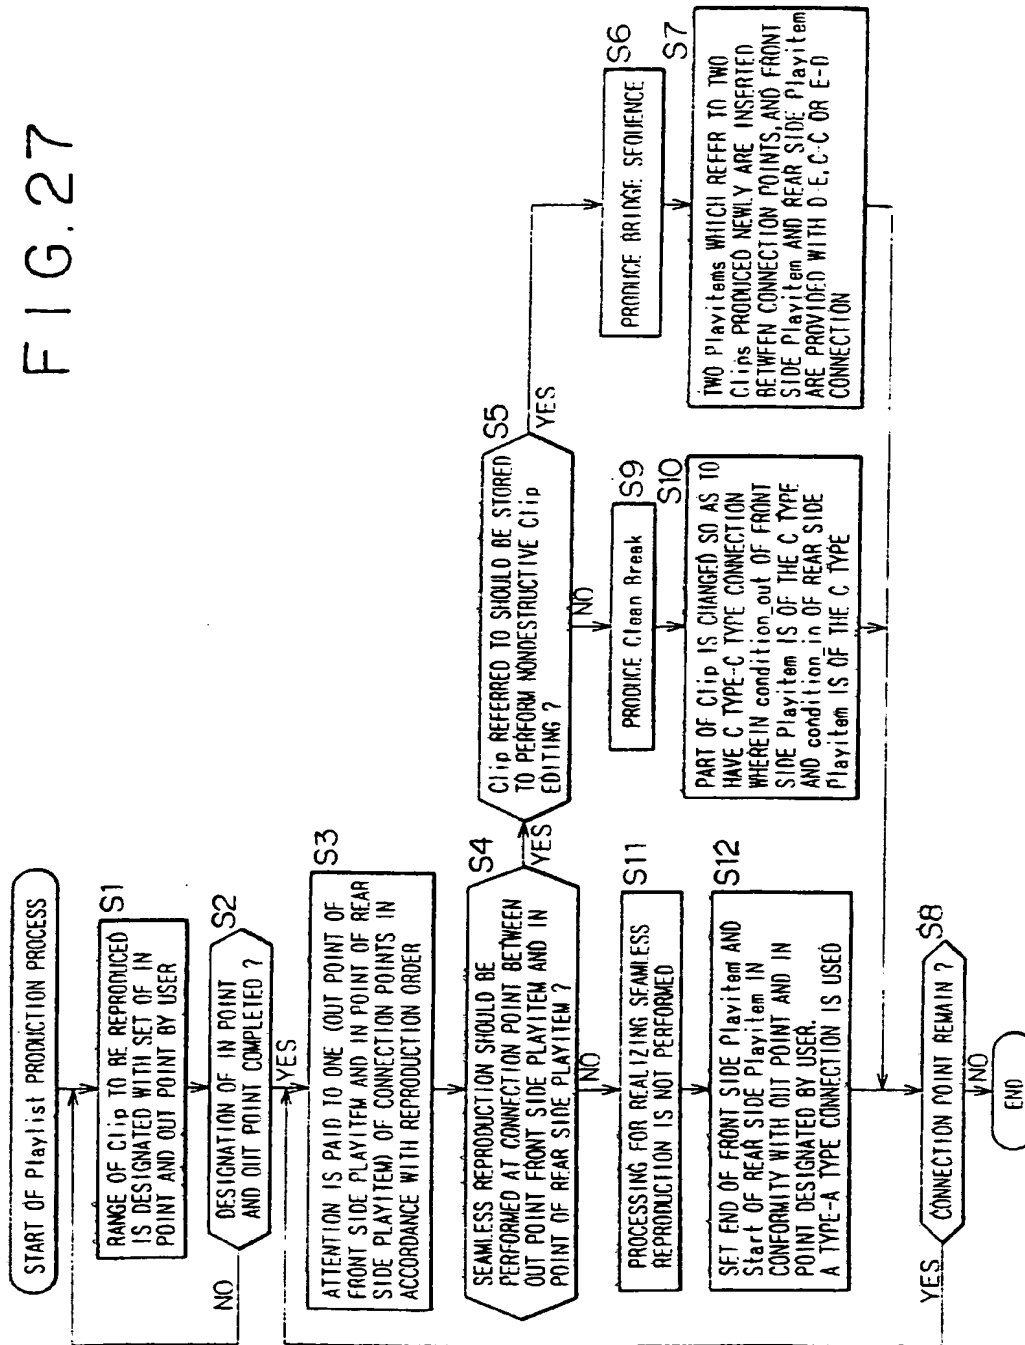 FIG.27
START OF Playlist PRODUCTION PROCESS
S1
RANGE OF Clip TO BE REPRODUCED
IS DESIGNATED WITH SET OF IN
POINT AND OUT POINT BY USER
S2
DESIGNATION OF IN POINT
AND OUT POINT COMPLETED ?
NO
YES
S3
ATTENTION IS PAID TO ONE (OUT POINT OF
FRONT SIDE PLAYITEM AND IN POINT OF REAR
SIDE PLAYITEM) OF CONNECTION POINTS IN
ACCORDANCE WITH REPRODUCTION ORDER
S4
SEAMLESS REPRODUCTION SHOULD BE
PERFORMED AT CONNECTION POINT BETWEEN
OUT POINT FRONT SIDE PLAYITEM AND IN
POINT OF REAR SIDE PLAYITEM ?
YES
NO
S5
Clip REFERRED TO SHOULD BE STORED
TO PERFORM NONDESTRUCTIVE Clip
EDITING ?
YES
NO
S6
PRODUCE BRIDGE SEQUENCE
S7
TWO Playitems WHICH REFER TO TWO
Clips PRODUCED NEWLY ARE INSERTED
BETWEEN CONNECTION POINTS, AND FRONT
SIDE Playitem AND REAR SIDE Playitem
ARE PROVIDED WITH D-E, C-C OR E-D
CONNECTION
S9
PRODUCE Clean Break
S10
PART OF Clip IS CHANGED SO AS TO
HAVE C TYPE-C TYPE CONNECTION
WHEREIN condition_out OF FRONT
SIDE Playitem IS OF THE C TYPE
AND condition_in OF REAR SIDE
Playitem IS OF THE C TYPE
S11
PROCESSING FOR REALIZING SEAMLESS
REPRODUCTION IS NOT PERFORMED
S12
SET END OF FRONT SIDE Playitem AND
Start OF REAR SIDE Playitem IN
CONFORMITY WITH OUT POINT AND IN
POINT DESIGNATED BY USER.
A TYPE-A TYPE CONNECTION IS USED
S8
CONNECTION POINT REMAIN ?
YES
NO
END